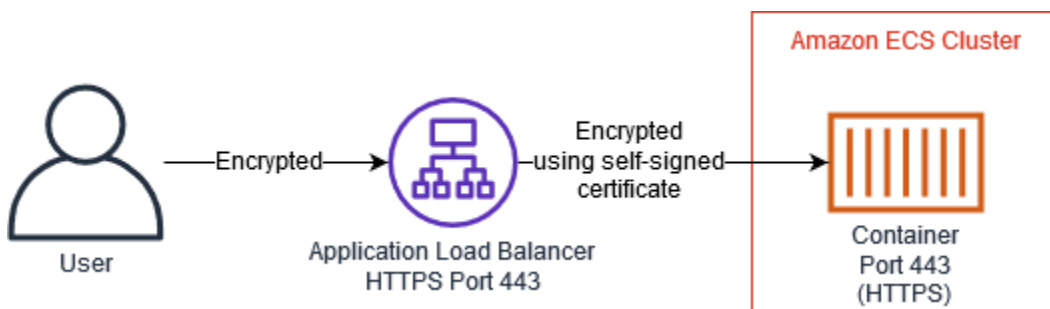 Amazon ECS Cluster
Encrypted
Encrypted
using self-signed
certificate
User
Application Load Balancer
HTTPS Port 443
Container
Port 443
(HTTPS)